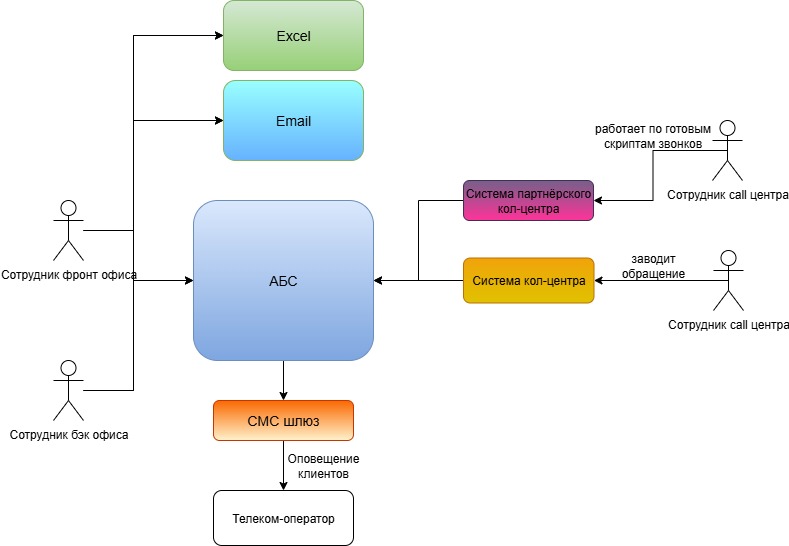 Excel
Email
работает по готовым
скриптам звонков
Сотрудник call центра
Система партнёрского
кол-центра
Сотрудник фронт офиса
АБС
заводит
обращение
Система кол-центра
Сотрудник call центра
СМС шлюз
Сотрудник бэк офиса
Оповещение
клиентов
Телеком-оператор